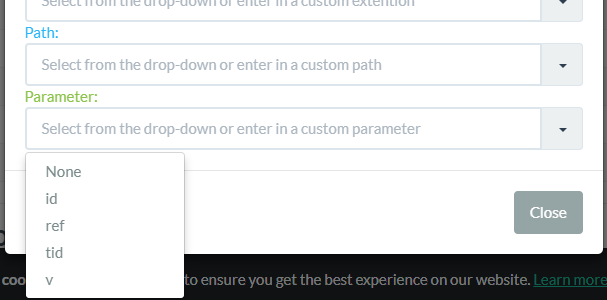 Select from the drop-down or enter in a custom extention
Path:
Select from the drop-down or enter in a custom path
Parameter:
Select from the drop-down or enter in a custom parameter
None
id
ref
tid
v
Close
coo
to ensure you get the best experience on our website. Learn more